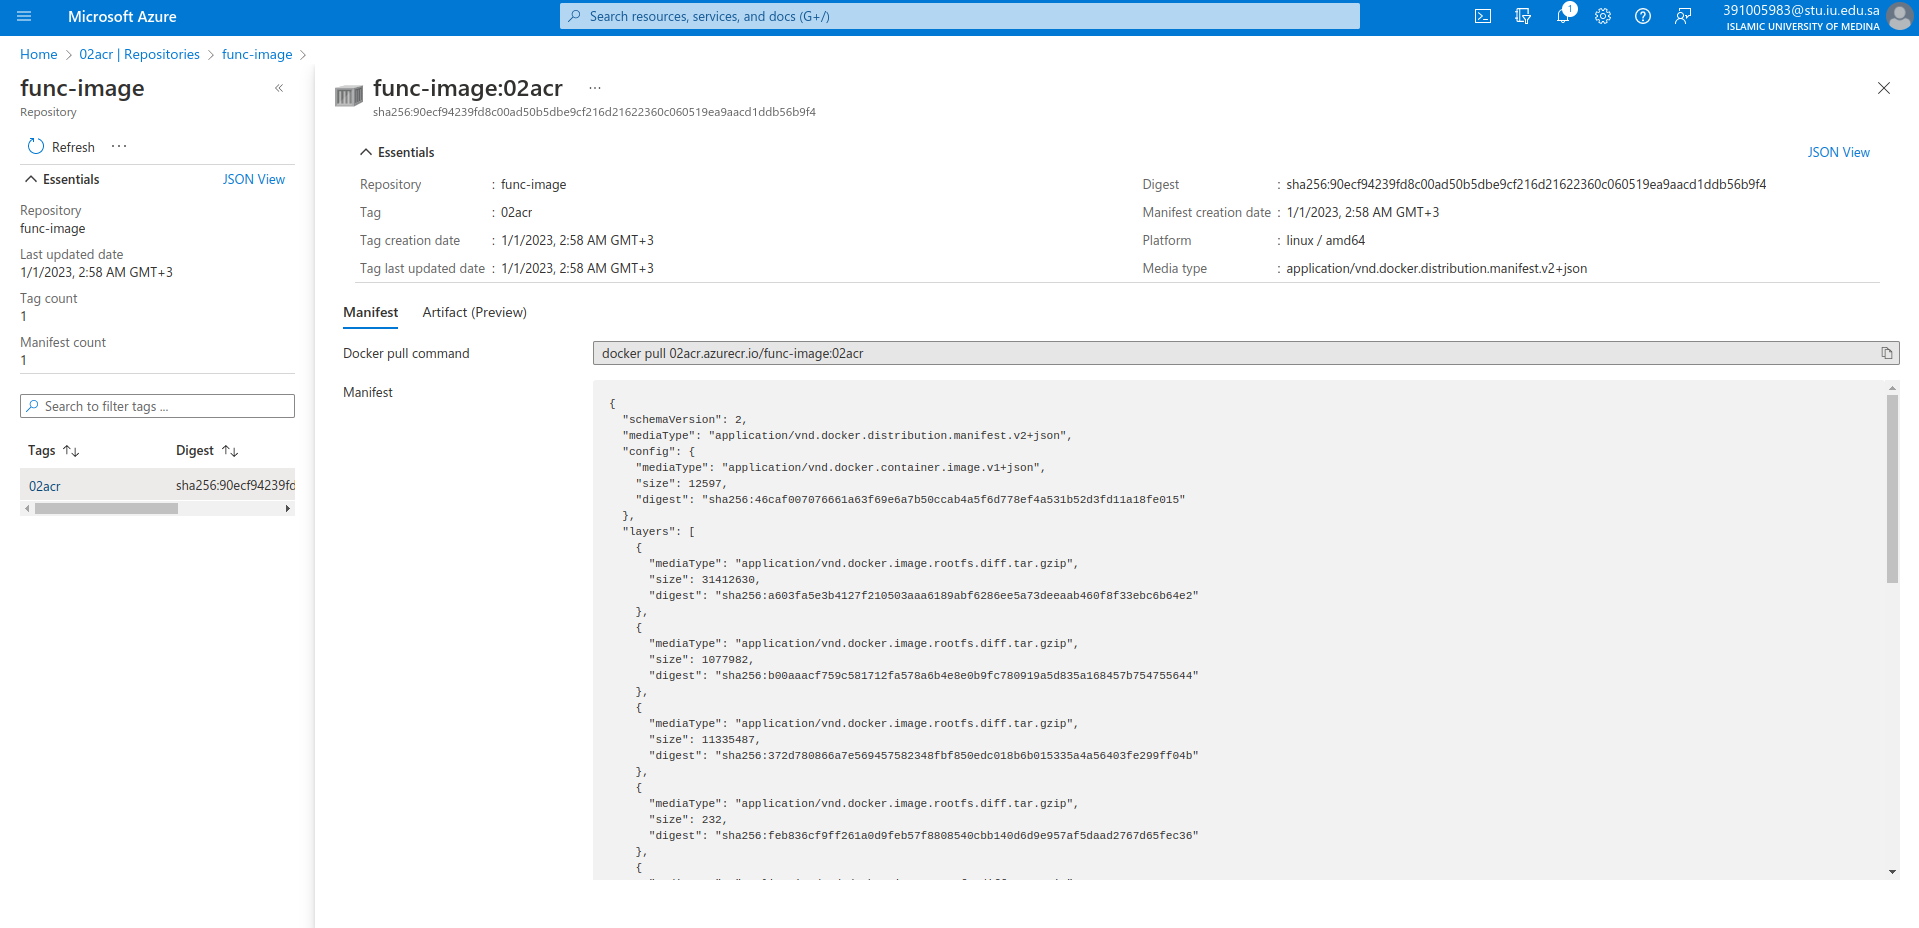 Microsoft Azure
Search resources, services, and docs (G+/)
1
391005983@stu.iu.edu.sa
ISLAMIC UNIVERSITY OF MEDINA
Home > 02acr | Repositories > func-image >
func-image
Repository
Refresh ...
Essentials
JSON View
Repository
func-image
Last updated date
1/1/2023, 2:58 AM GMT+3
Tag count
1
Manifest count
1
Search to filter tags ...
Tags ↑↓ Digest ↑↓
02acr sha256:90ecf94239fd
func-image:02acr ...
sha256:90ecf94239fd8c00ad50b5dbe9cf216d21622360c060519ea9aacd1ddb56b9f4
Essentials
JSON View
Repository : func-image
Tag : 02acr
Tag creation date : 1/1/2023, 2:58 AM GMT+3
Tag last updated date : 1/1/2023, 2:58 AM GMT+3
Digest : sha256:90ecf94239fd8c00ad50b5dbe9cf216d21622360c060519ea9aacd1ddb56b9f4
Manifest creation date : 1/1/2023, 2:58 AM GMT+3
Platform : linux / amd64
Media type : application/vnd.docker.distribution.manifest.v2+json
Manifest Artifact (Preview)
Docker pull command docker pull 02acr.azurecr.io/func-image:02acr
Manifest
{
"schemaVersion": 2,
"mediaType": "application/vnd.docker.distribution.manifest.v2+json",
"config": {
"mediaType": "application/vnd.docker.container.image.v1+json",
"size": 12597,
"digest": "sha256:46caf007076661a63f69e6a7b50ccab4a5f6d778ef4a531b52d3fd11a18fe015"
},
"layers": [
{
"mediaType": "application/vnd.docker.image.rootfs.diff.tar.gzip",
"size": 31412630,
"digest": "sha256:a603fa5e3b4127f210503aaa6189abf6286ee5a73deeaab460f8f33ebc6b64e2"
},
{
"mediaType": "application/vnd.docker.image.rootfs.diff.tar.gzip",
"size": 1077982,
"digest": "sha256:b00aaacf759c581712fa578a6b4e8e0b9fc780919a5d835a168457b754755644"
},
{
"mediaType": "application/vnd.docker.image.rootfs.diff.tar.gzip",
"size": 11335487,
"digest": "sha256:372d780866a7e569457582348fbf850edc018b6b015335a4a56403fe299ff04b"
},
{
"mediaType": "application/vnd.docker.image.rootfs.diff.tar.gzip",
"size": 232,
"digest": "sha256:feb836cf9ff261a0d9feb57f8808540cbb140d6d9e957af5daad2767d65fec36"
},
{